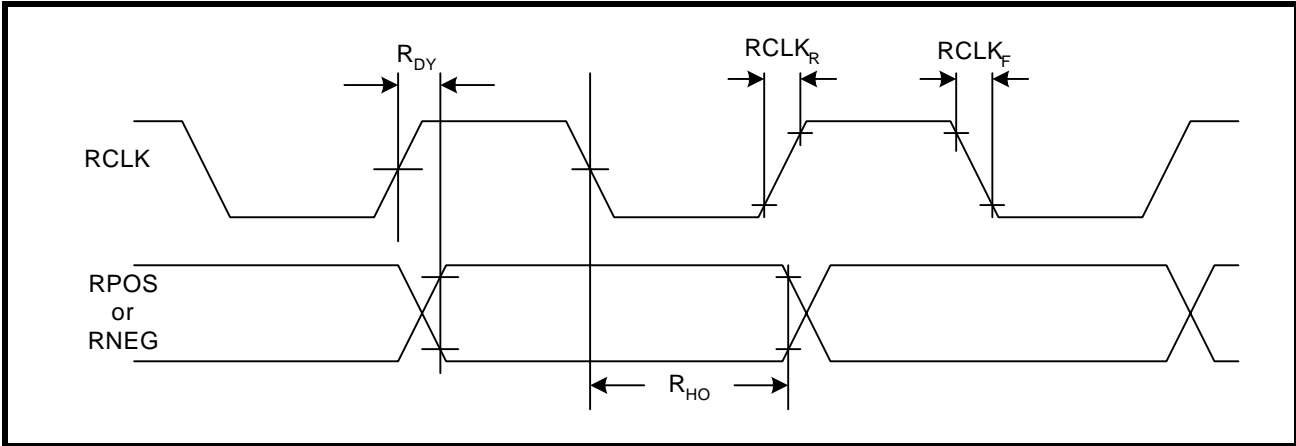 R_DY
RCLK_R
RCLK_F
RCLK
RPOS
or
RNEG
R_HO